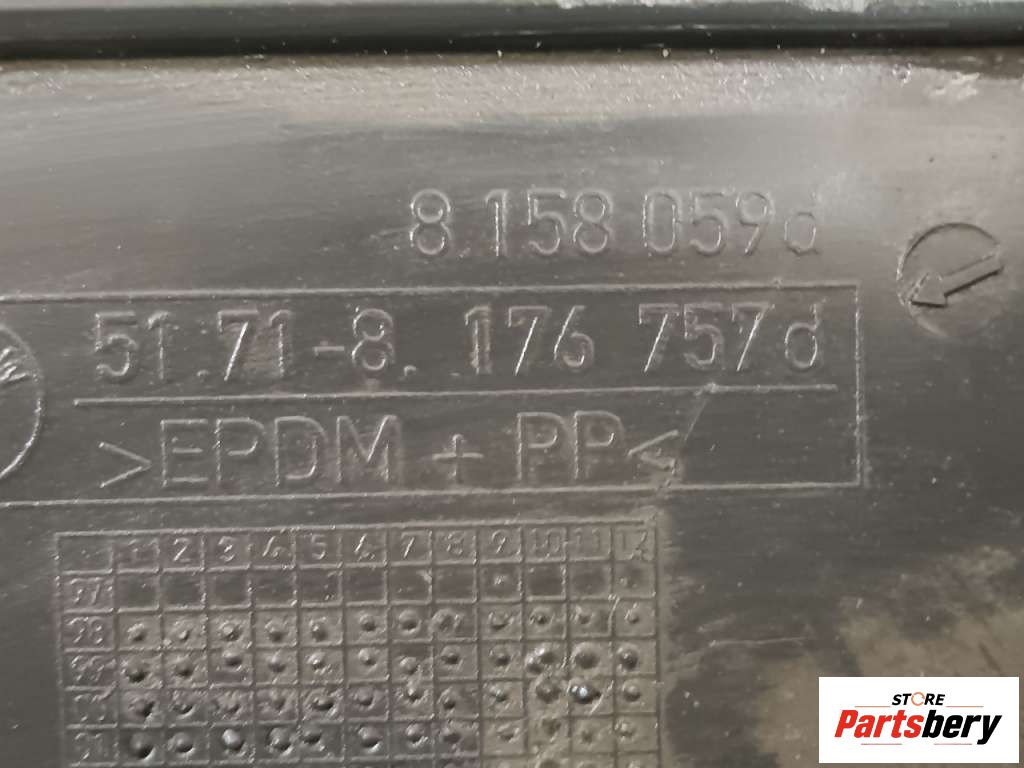 8.158 059d
51.71-8.176 757d
>EPDM + PP<
1 2 3 4 5 6 7 8 9 10 11 12
97
98
99
STORE
Partsbery